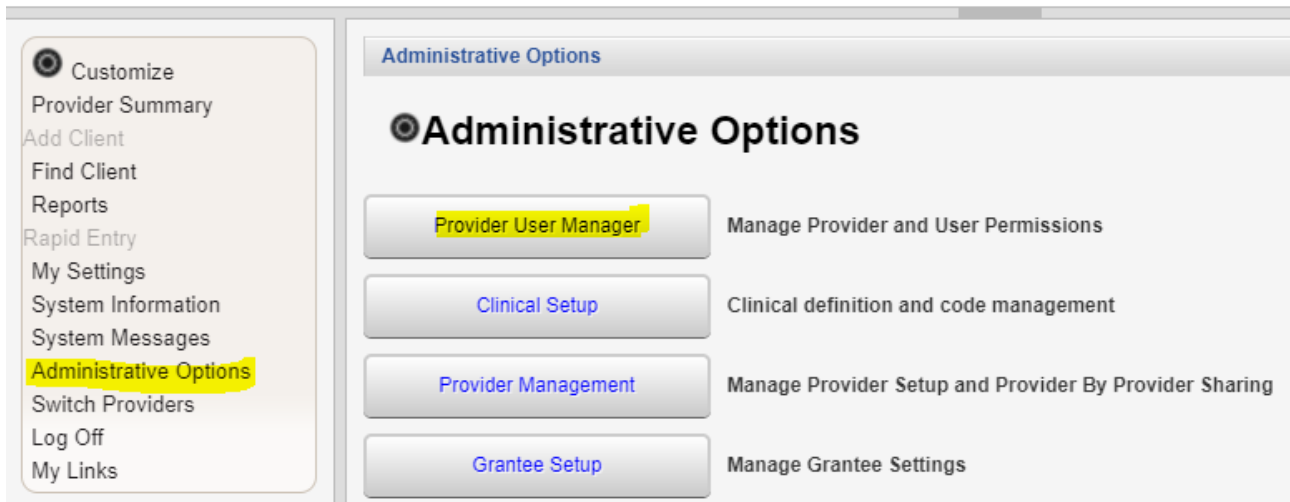 Customize
Provider Summary
Add Client
Find Client
Reports
Rapid Entry
My Settings
System Information
System Messages
Administrative Options
Switch Providers
Log Off
My Links
Administrative Options
Administrative Options
Provider User Manager Manage Provider and User Permissions
Clinical Setup Clinical definition and code management
Provider Management Manage Provider Setup and Provider By Provider Sharing
Grantee Setup Manage Grantee Settings